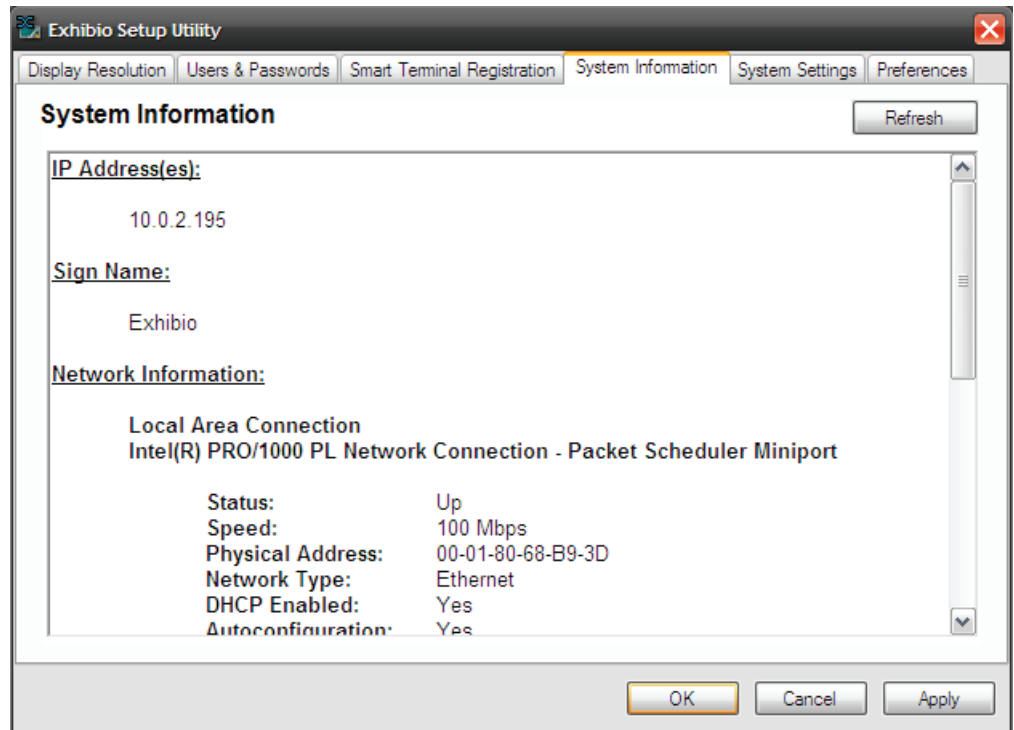 Exhibio Setup Utility
Display Resolution Users & Passwords Smart Terminal Registration System Information System Settings Preferences
System Information
Refresh
IP Address(es):
10.0.2.195
Sign Name:
Exhibio
Network Information:
Local Area Connection
Intel(R) PRO/1000 PL Network Connection - Packet Scheduler Miniport
Status: Up
Speed: 100 Mbps
Physical Address: 00-01-80-68-B9-3D
Network Type: Ethernet
DHCP Enabled: Yes
Autoconfiguration: Yes
OK Cancel Apply